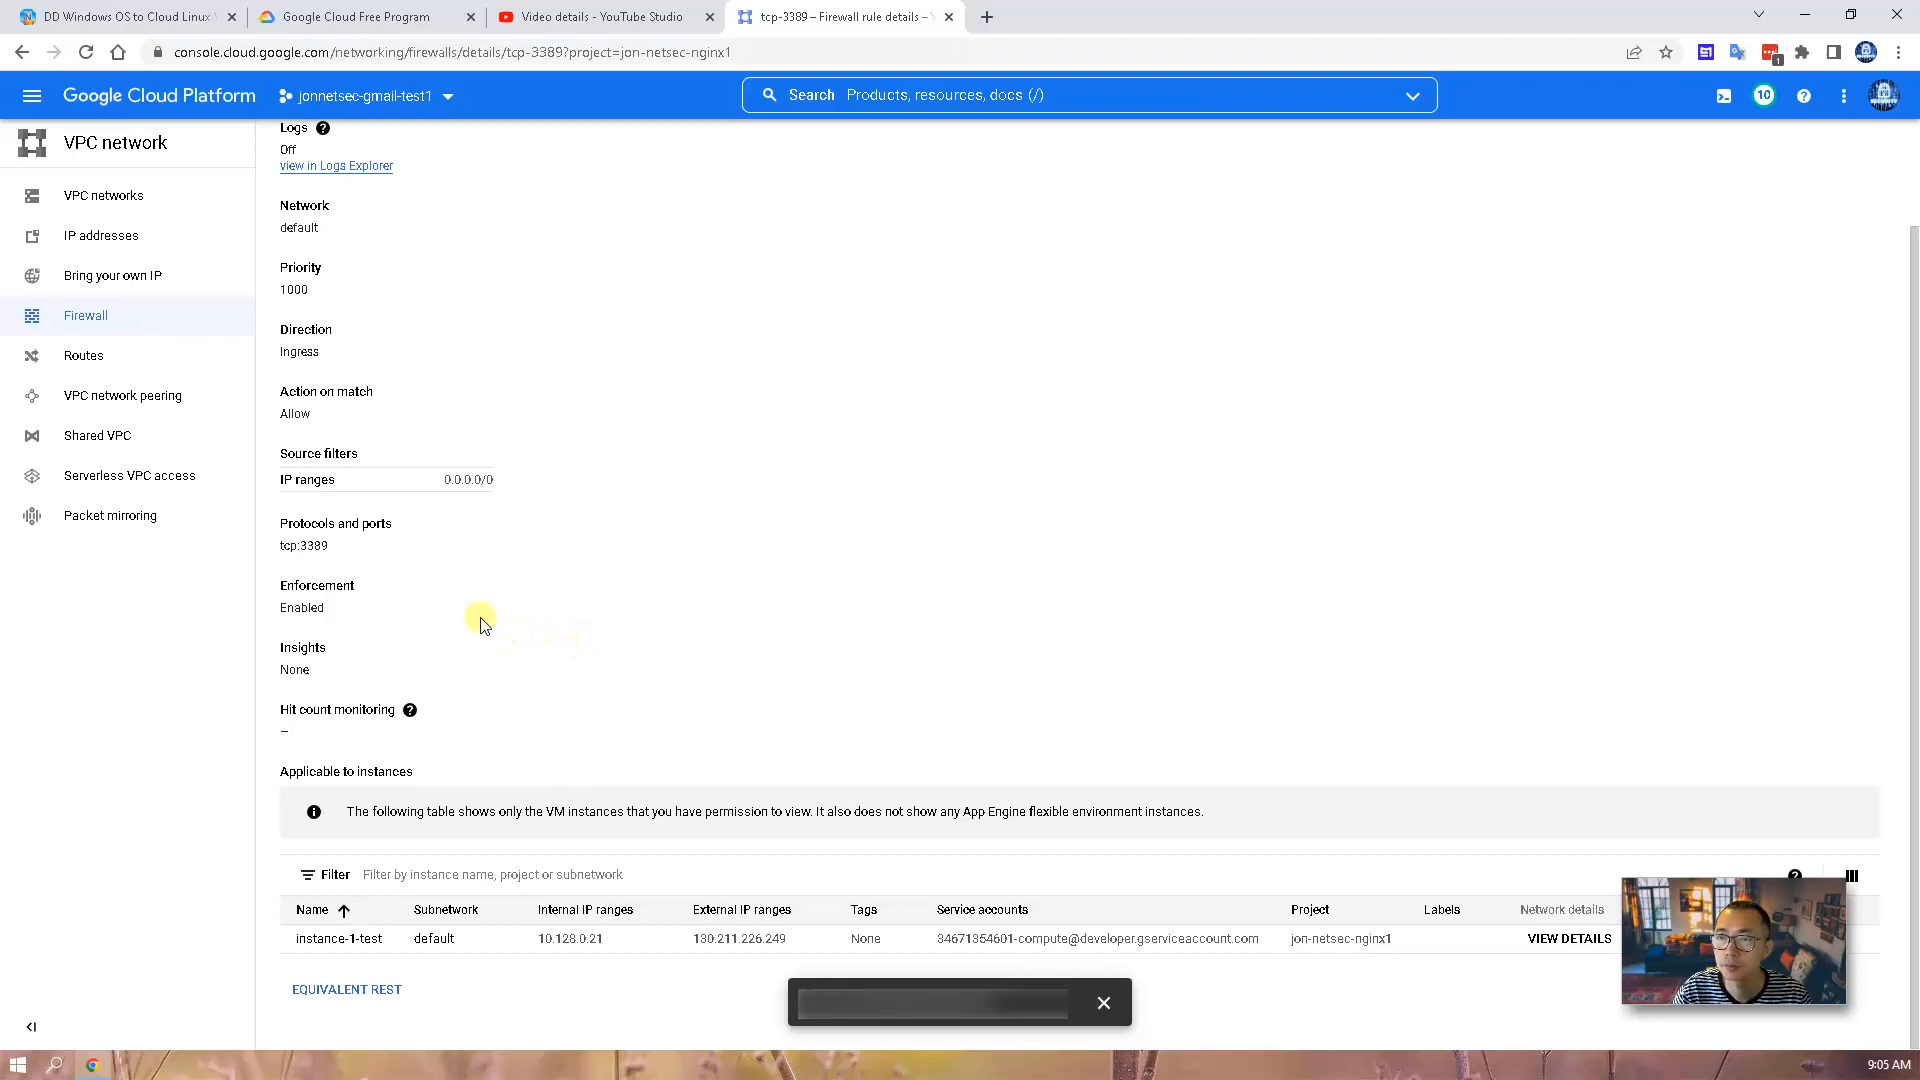 DD Windows OS to Cloud Linux
Google Cloud Free Program
Video details - YouTube Studio
tcp-3389 – Firewall rule details –
console.cloud.google.com/networking/firewalls/details/tcp-3389?project=jon-netsec-nginx1
1
Google Cloud Platform
jonnetsec-gmail-test1
Search Products, resources, docs (/)
10
VPC network
VPC networks
IP addresses
Bring your own IP
Firewall
Routes
VPC network peering
Shared VPC
Serverless VPC access
Packet mirroring
Logs
Off
view in Logs Explorer
Network
default
Priority
1000
Direction
Ingress
Action on match
Allow
Source filters
IP ranges 0.0.0.0/0
Protocols and ports
tcp:3389
Enforcement
Enabled
Insights
None
Hit count monitoring
–
Applicable to instances
The following table shows only the VM instances that you have permission to view. It also does not show any App Engine flexible environment instances.
Filter Filter by instance name, project or subnetwork
Name Subnetwork Internal IP ranges External IP ranges Tags Service accounts Project Labels Network details
instance-1-test default 10.128.0.21 130.211.226.249 None 34671354601-compute@developer.gserviceaccount.com jon-netsec-nginx1 VIEW DETAILS
EQUIVALENT REST
9:05 AM